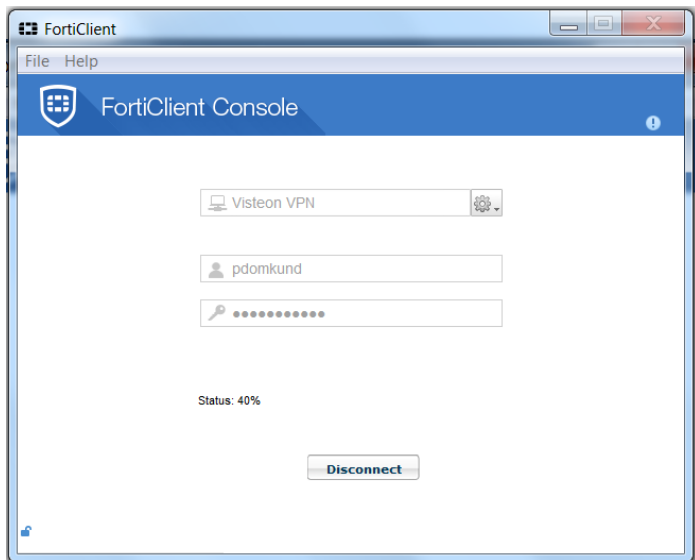 FortiClient
File Help
FortiClient Console
Visteon VPN
pdomkund
●●●●●●●●●●●
Status: 40%
Disconnect